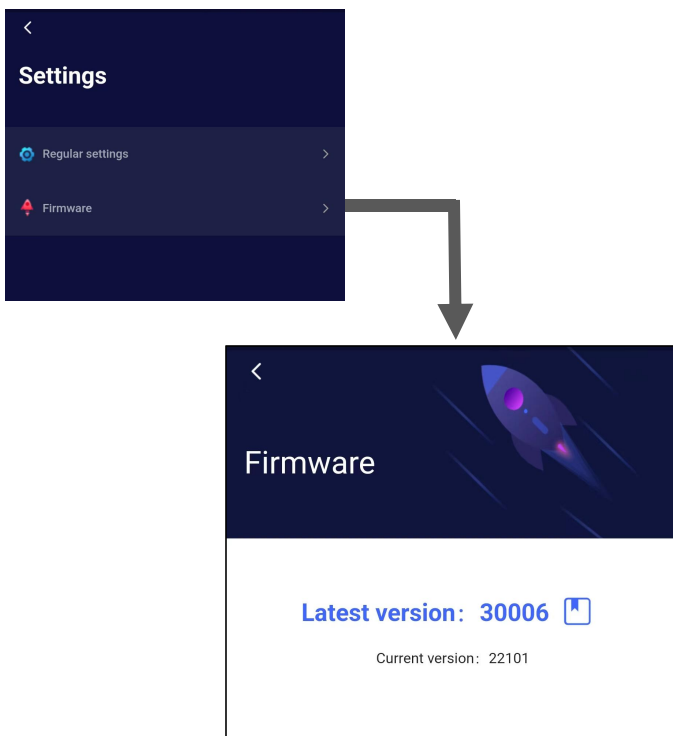 Settings
Regular settings
Firmware
Firmware
Latest version: 30006
Current version: 22101